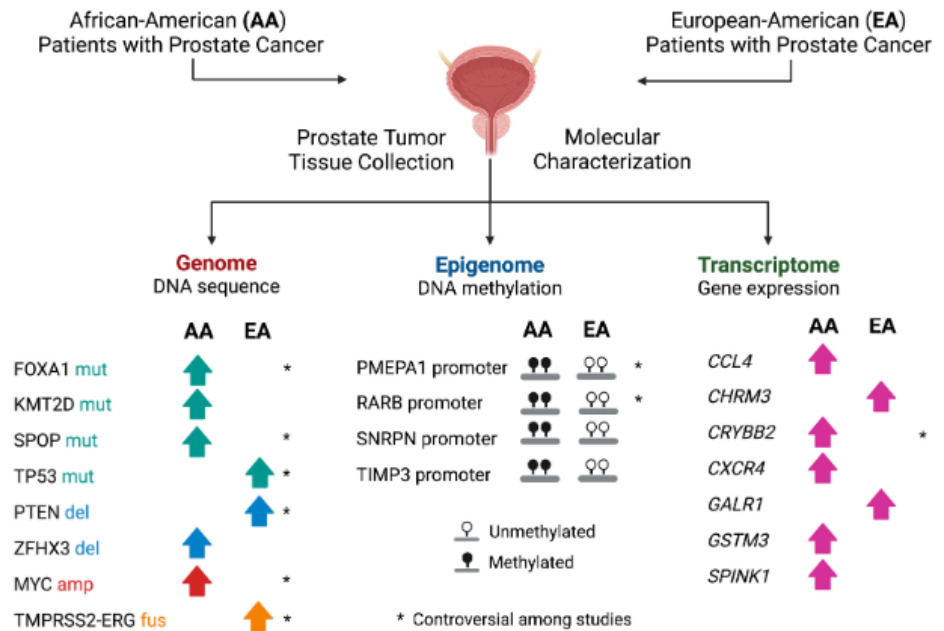 African-American (AA)
Patients with Prostate Cancer
European-American (EA)
Patients with Prostate Cancer
Prostate Tumor
Tissue Collection
Molecular
Characterization
Genome
DNA sequence
AA EA
FOXA1 mut *
KMT2D mut
SPOP mut *
TP53 mut *
PTEN del *
ZFHX3 del
MYC amp *
TMPRSS2-ERG fus *
Epigenome
DNA methylation
AA EA
PMEPA1 promoter *
RARB promoter *
SNRPN promoter
TIMP3 promoter
Unmethylated
Methylated
* Controversial among studies
Transcriptome
Gene expression
AA EA
CCL4
CHRM3
CRYBB2 *
CXCR4
GALR1
GSTM3
SPINK1